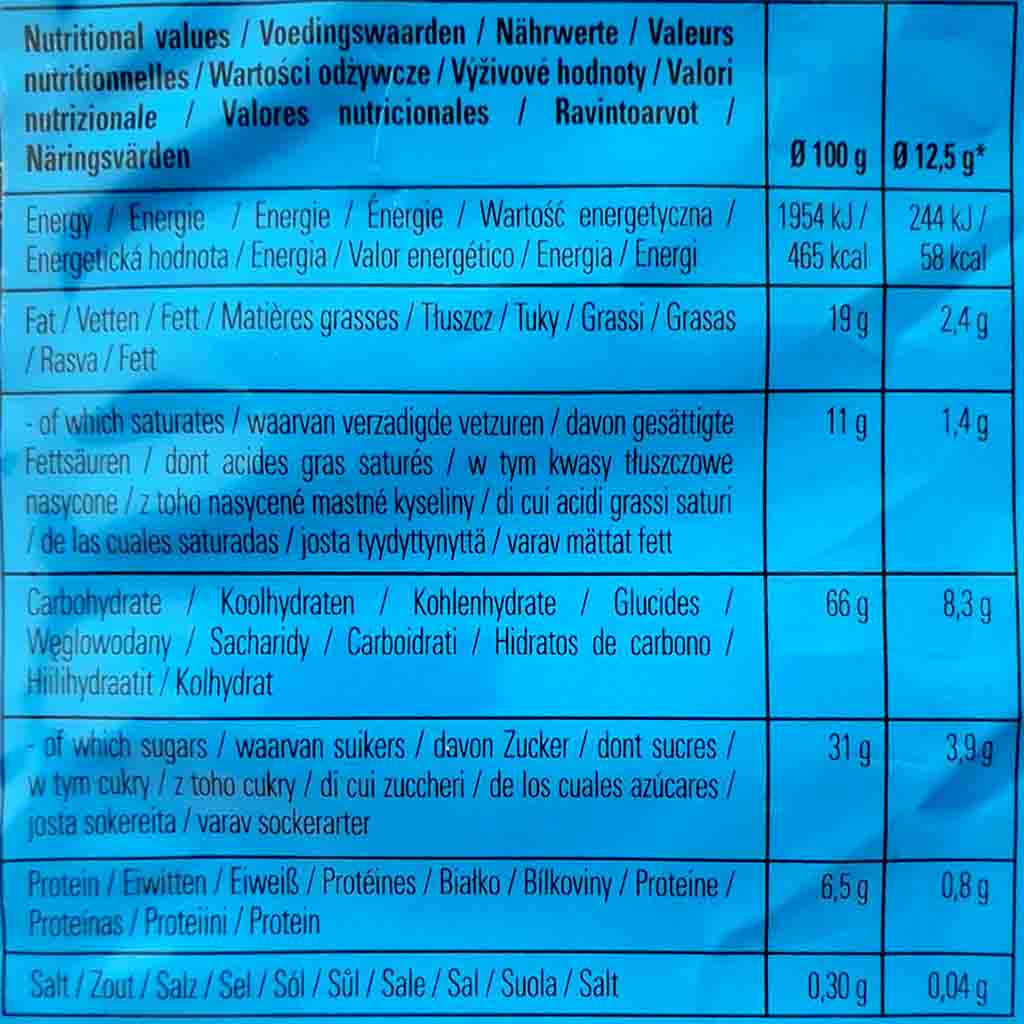 Nutritional values / Voedingswaarden / Nährwerte / Valeurs
nutritionnelles / Wartości odżywcze / Výživové hodnoty / Valori
nutrizionale / Valores nutricionales / Ravintoarvot /
Näringsvärden Ø 100 g Ø 12,5 g*
Energy / Energie / Energie / Énergie / Wartość energetyczna / 1954 kJ / 244 kJ /
Energetická hodnota / Energia / Valor energético / Energia / Energi 465 kcal 58 kcal
Fat / Vetten / Fett / Matières grasses / Tłuszcz / Tuky / Grassi / Grasas 19 g 2,4 g
/ Rasva / Fett
- of which saturates / waarvan verzadigde vetzuren / davon gesättigte 11 g 1,4 g
Fettsäuren / dont acides gras saturés / w tym kwasy tłuszczowe
nasycone / z toho nasycené mastné kyseliny / di cui acidi grassi saturi
/ de las cuales saturadas / josta tyydyttynyttä / varav mättat fett
Carbohydrate / Koolhydraten / Kohlenhydrate / Glucides / 66 g 8,3 g
Węglowodany / Sacharidy / Carboidrati / Hidratos de carbono /
Hiilihydraatit / Kolhydrat
- of which sugars / waarvan suikers / davon Zucker / dont sucres / 31 g 3,9 g
w tym cukry / z toho cukry / di cui zuccheri / de los cuales azúcares /
josta sokereita / varav sockerarter
Protein / Eiwitten / Eiweiß / Protéines / Białko / Bílkoviny / Proteine / 6,5 g 0,8 g
Proteínas / Proteiini / Protein
Salt / Zout / Salz / Sel / Sól / Sůl / Sale / Sal / Suola / Salt 0,30 g 0,04 g